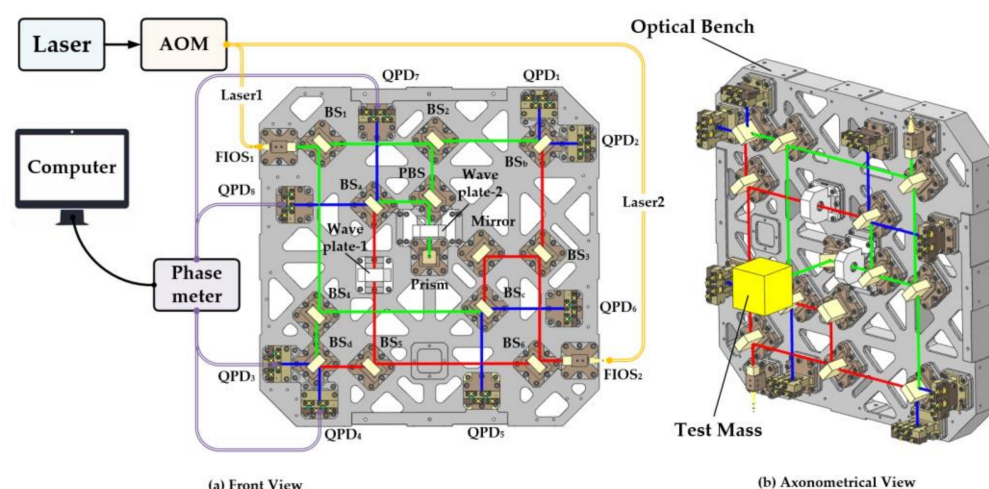 Laser
AOM
Optical Bench
Laser1
QPD7
QPD1
BS1
BS2
QPD2
FIOS1
BSb
Computer
PBS
Wave
plate-2
QPD8
BSa
Mirror
Laser2
Wave
plate-1
BS3
Phase
meter
Prism
BS4
BSc
QPD6
BSd
BS5
BS6
QPD3
FIOS2
QPD4
QPD5
Test Mass
(a) Front View
(b) Axonometrical View